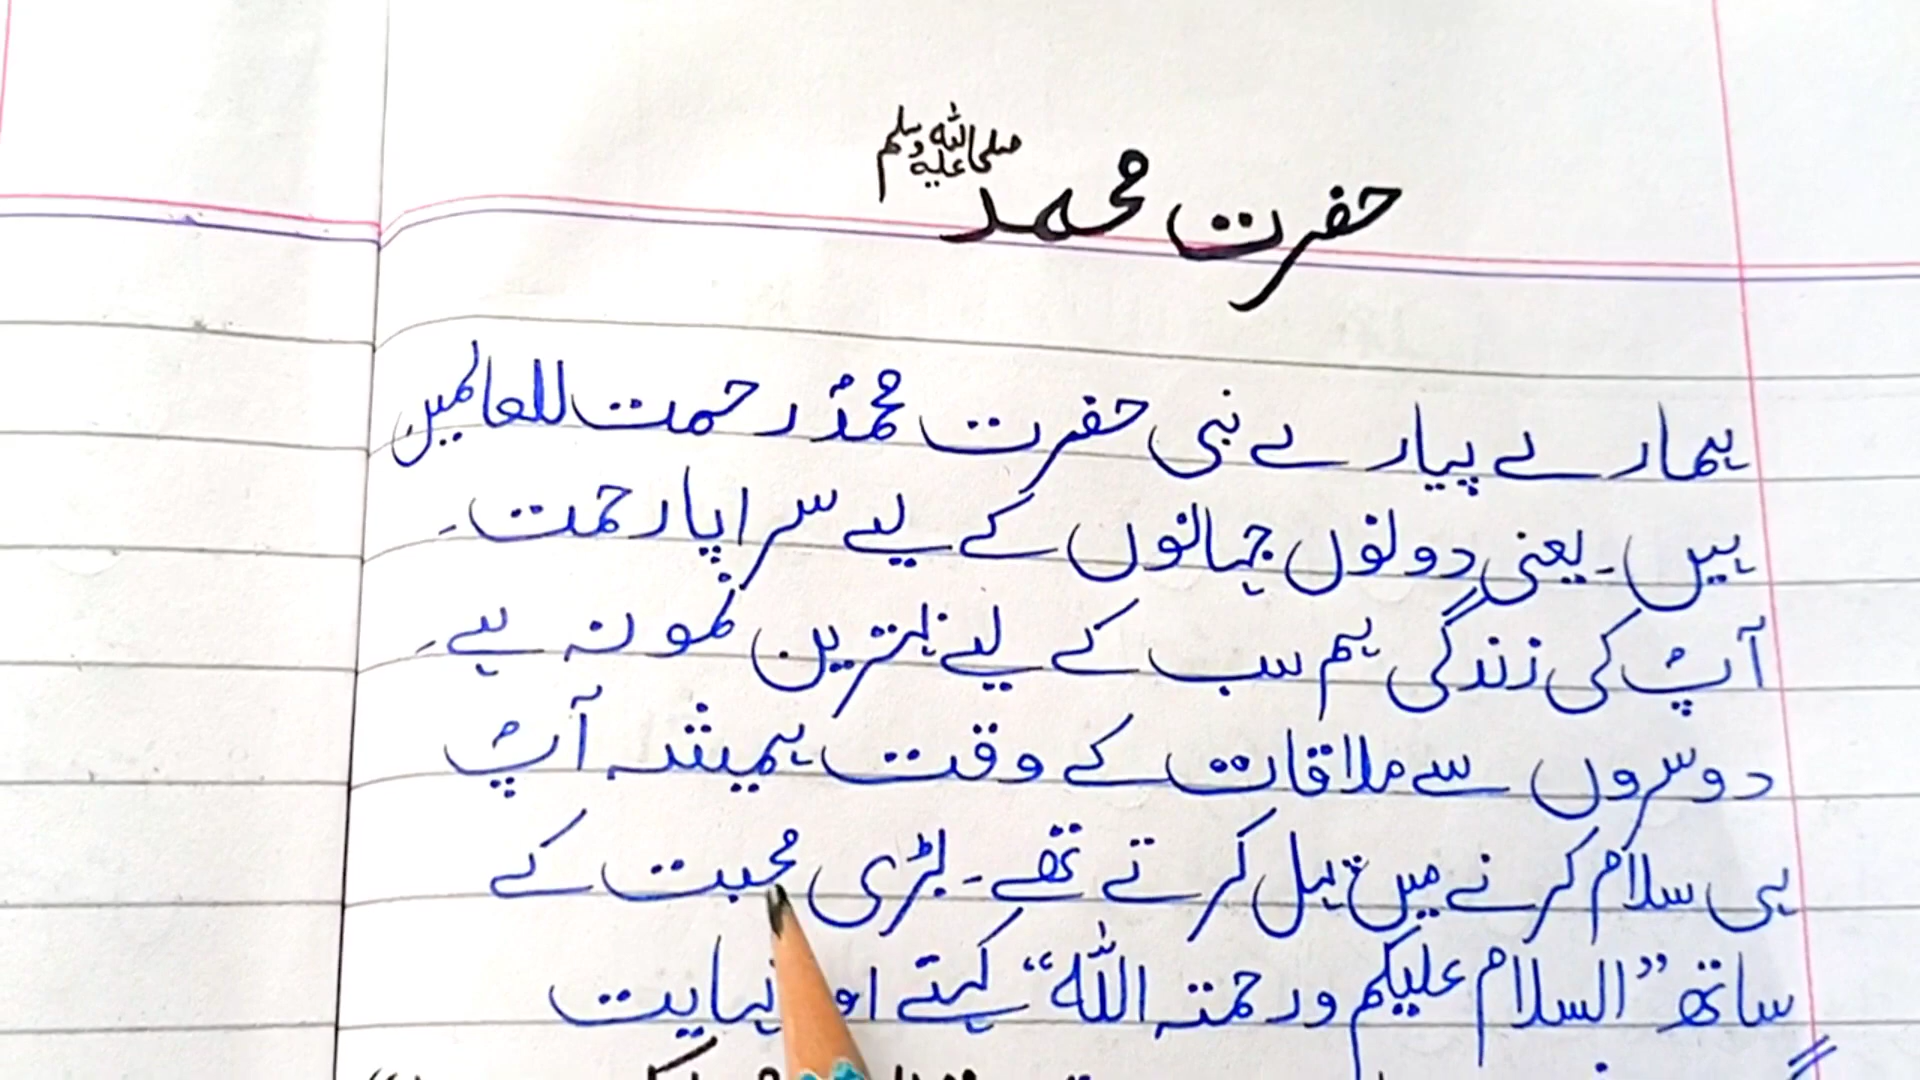 حضرت محمد صلی اللہ علیہ وسلم
ہمارے پیارے نبی حضرت محمدؐ رحمت للعالمین
ہیں۔ یعنی دونوں جہانوں کے لیے سراپا رحمت۔
آپؐ کی زندگی ہم سب کے لیے بہترین نمونہ ہے۔
دوسروں سے ملاقات کے وقت ہمیشہ آپؐ
ہی سلام کرنے میں پہل کرتے تھے۔ بڑی محبت کے
ساتھ ”السلام علیکم ورحمتہ اللہ“ کہتے نہایت